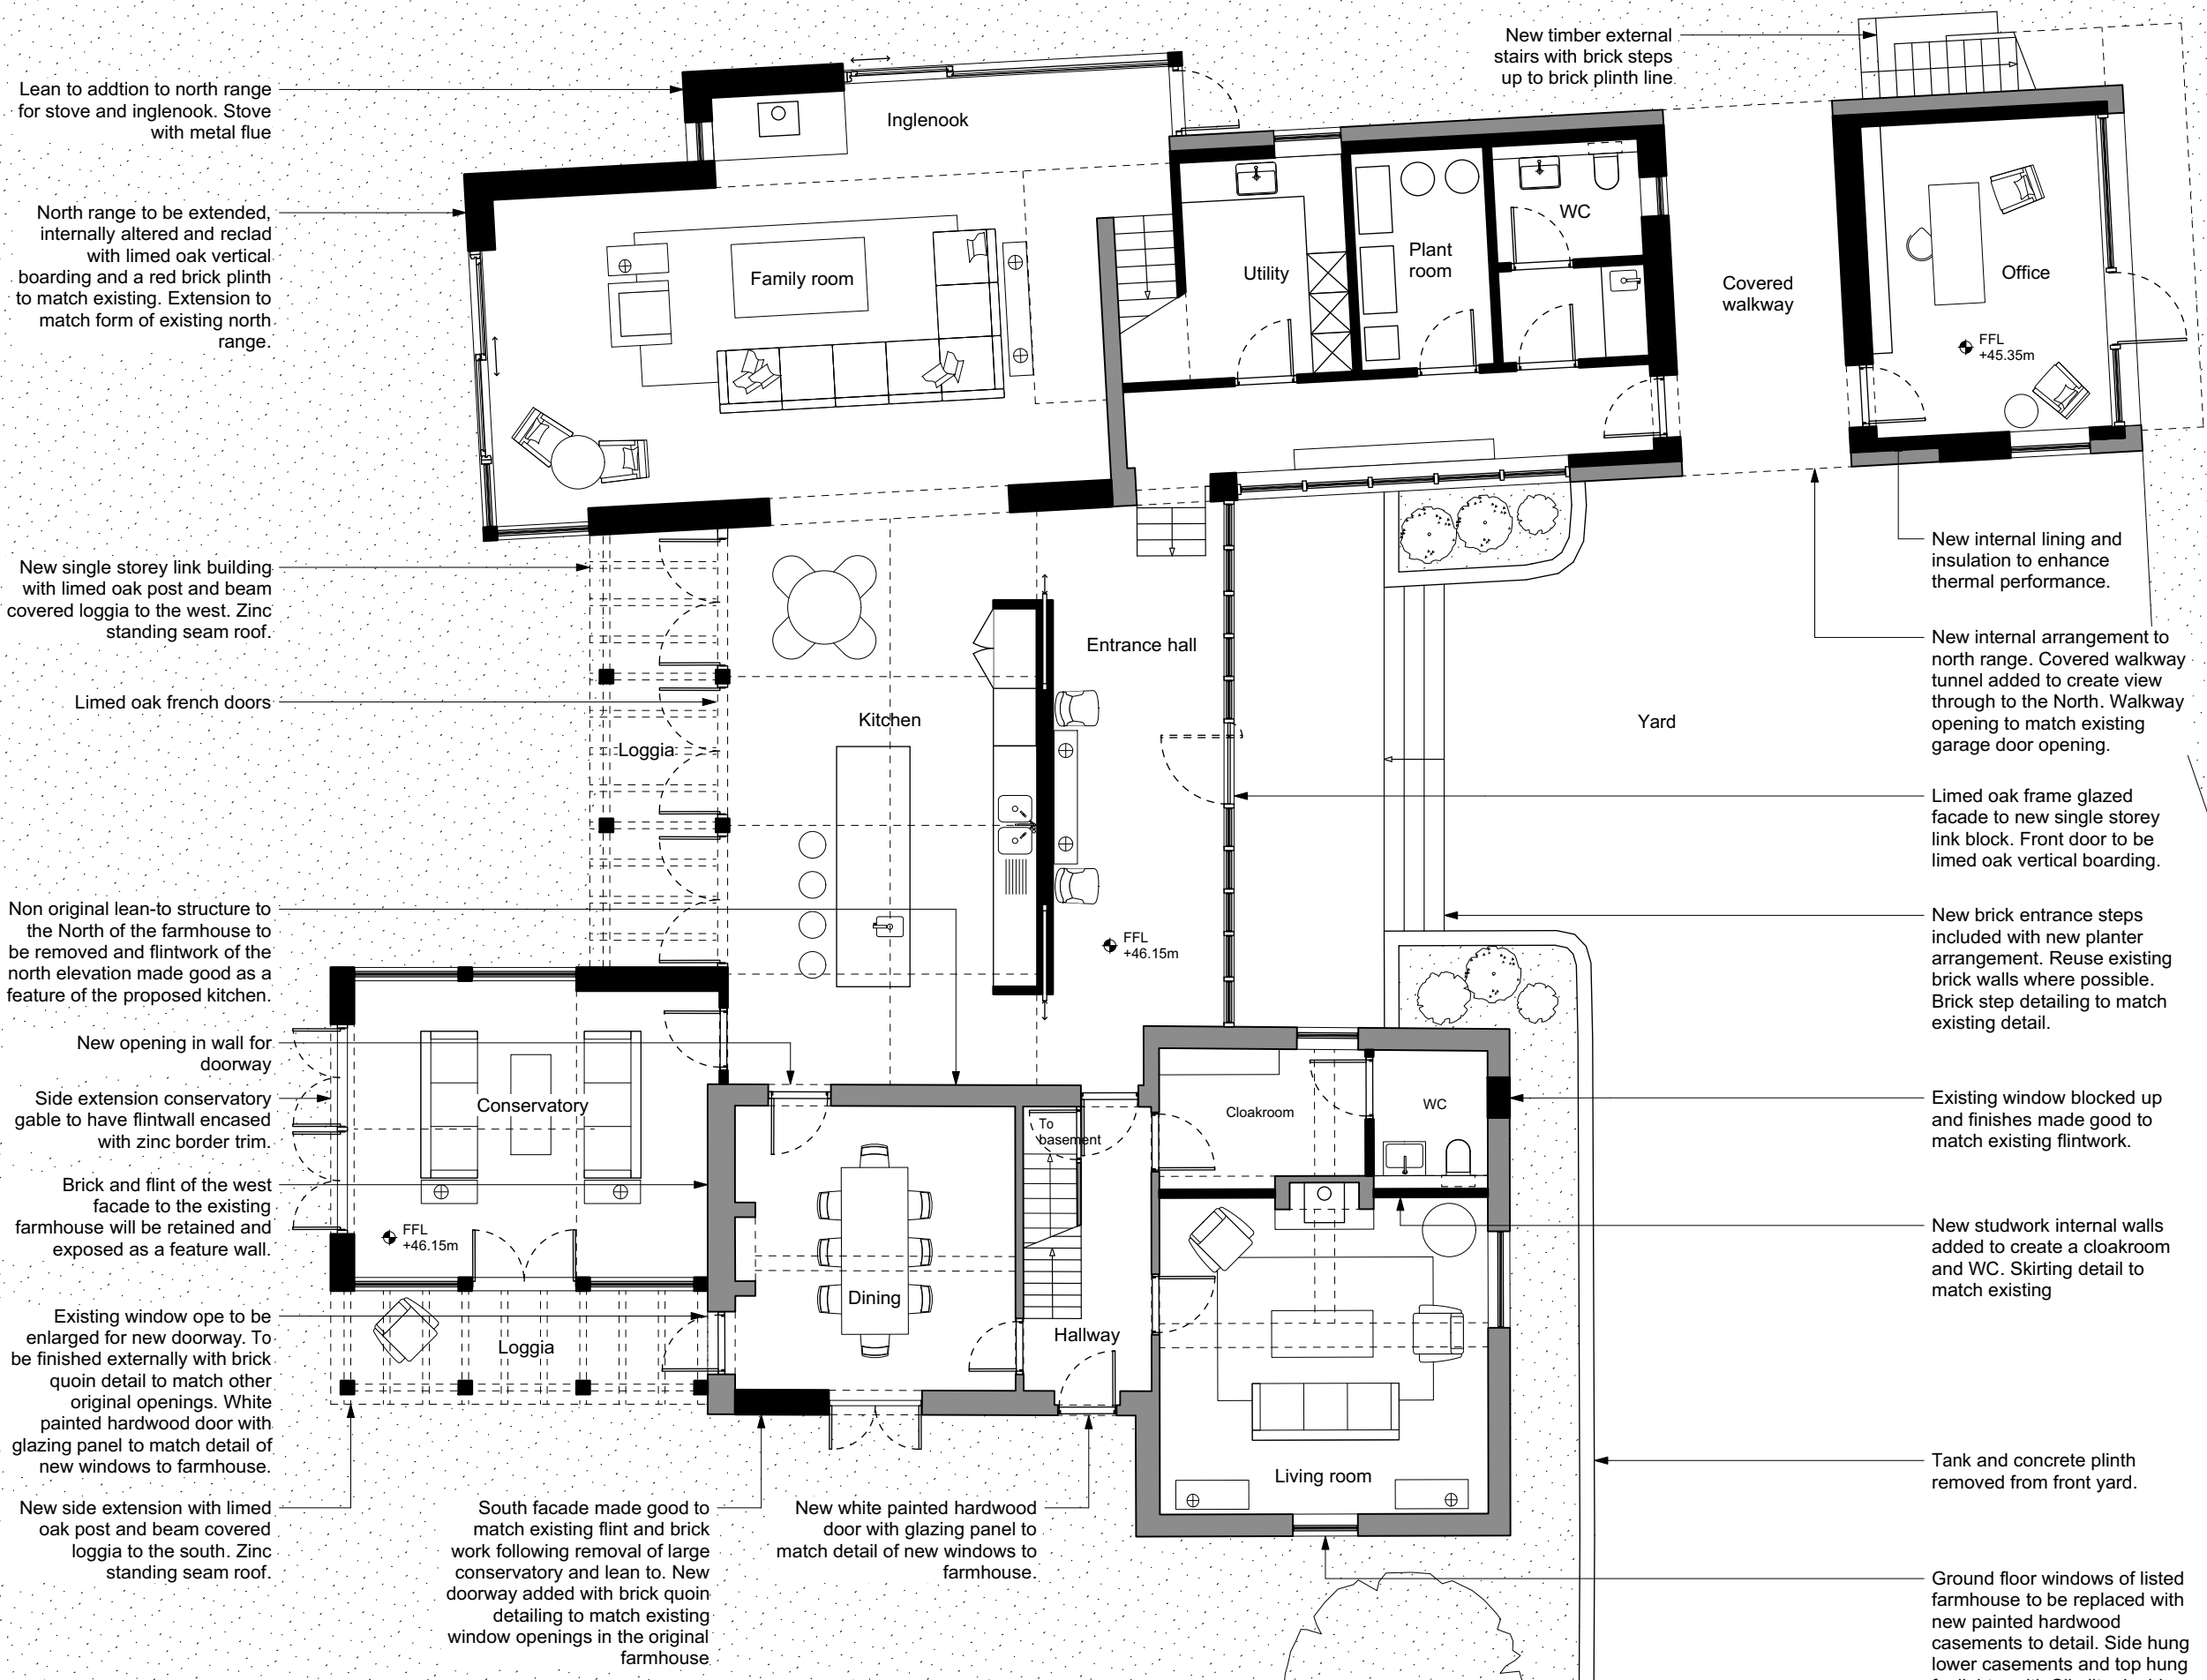 Lean to addtion to north range
for stove and inglenook. Stove
with metal flue
North range to be extended,
internally altered and reclad
with limed oak vertical
boarding and a red brick plinth
to match existing. Extension to
match form of existing north
range.
New single storey link building
with limed oak post and beam
covered loggia to the west. Zinc
standing seam roof.
Limed oak french doors
Non original lean-to structure to
the North of the farmhouse to
be removed and flintwork of the
north elevation made good as a
feature of the proposed kitchen.
New opening in wall for
doorway
Side extension conservatory
gable to have flintwall encased
with zinc border trim.
Brick and flint of the west
facade to the existing
farmhouse will be retained and
exposed as a feature wall.
Existing window ope to be
enlarged for new doorway. To
be finished externally with brick
quoin detail to match other
original openings. White
painted hardwood door with
glazing panel to match detail of
new windows to farmhouse.
New side extension with limed
oak post and beam covered
loggia to the south. Zinc
standing seam roof.
South facade made good to
match existing flint and brick
work following removal of large
conservatory and lean to. New
doorway added with brick quoin
detailing to match existing
window openings in the original
farmhouse
New white painted hardwood
door with glazing panel to
match detail of new windows to
farmhouse.
Inglenook
Family room
Utility
Plant
room
WC
Covered
walkway
Office
FFL
+45.35m
Entrance hall
Kitchen
Loggia
Yard
FFL
+46.15m
Conservatory
FFL
+46.15m
Loggia
Dining
To
basement
Hallway
Cloakroom
WC
Living room
New timber external
stairs with brick steps
up to brick plinth line
New internal lining and
insulation to enhance
thermal performance.
New internal arrangement to
north range. Covered walkway
tunnel added to create view
through to the North. Walkway
opening to match existing
garage door opening.
Limed oak frame glazed
facade to new single storey
link block. Front door to be
limed oak vertical boarding.
New brick entrance steps
included with new planter
arrangement. Reuse existing
brick walls where possible.
Brick step detailing to match
existing detail.
Existing window blocked up
and finishes made good to
match existing flintwork.
New studwork internal walls
added to create a cloakroom
and WC. Skirting detail to
match existing
Tank and concrete plinth
removed from front yard.
Ground floor windows of listed
farmhouse to be replaced with
new painted hardwood
casements to detail. Side hung
lower casements and top hung